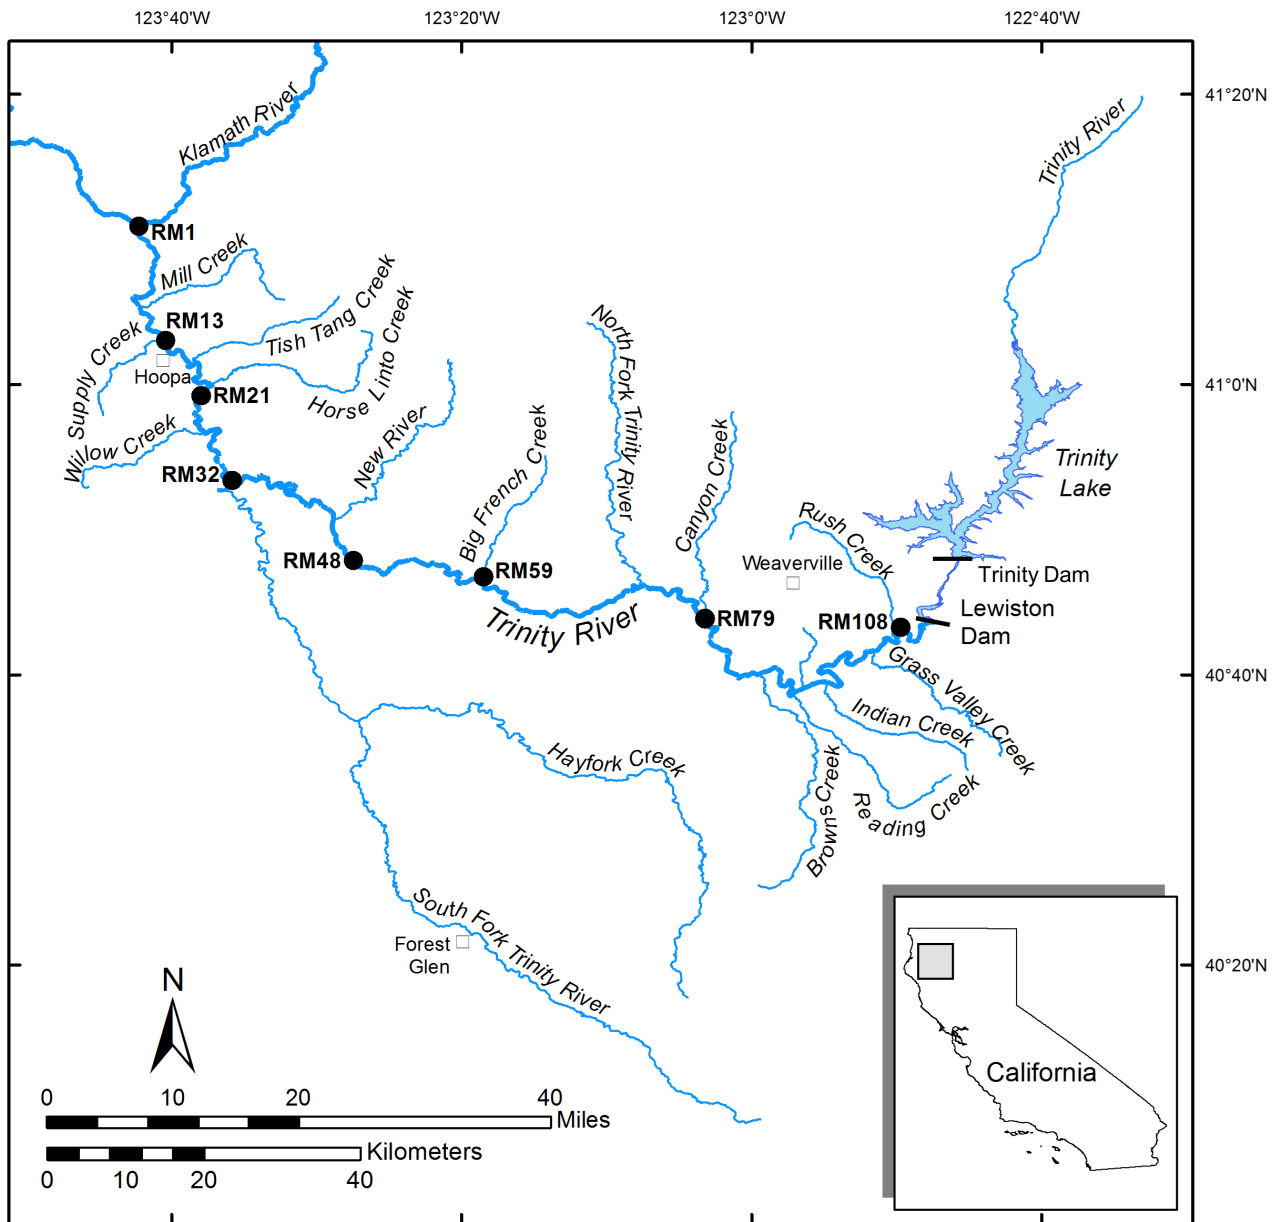 123°40'W
123°20'W
123°0'W
122°40'W
41°20'N
41°0'N
40°40'N
40°20'N
Klamath River
Trinity River
RM1
Mill Creek
RM13
Tish Tang Creek
Supply Creek
Hoopa
Horse Linto Creek
RM21
Willow Creek
New River
RM32
Big French Creek
North Fork Trinity River
Canyon Creek
Trinity
Lake
Rush Creek
Weaverville
RM48
RM59
Trinity Dam
Trinity River
RM79
RM108
Lewiston
Dam
Grass Valley Creek
Indian Creek
Hayfork Creek
Browns Creek
Reading Creek
South Fork Trinity River
Forest
Glen
N
0 10 20 40
Miles
Kilometers
0 10 20 40
California